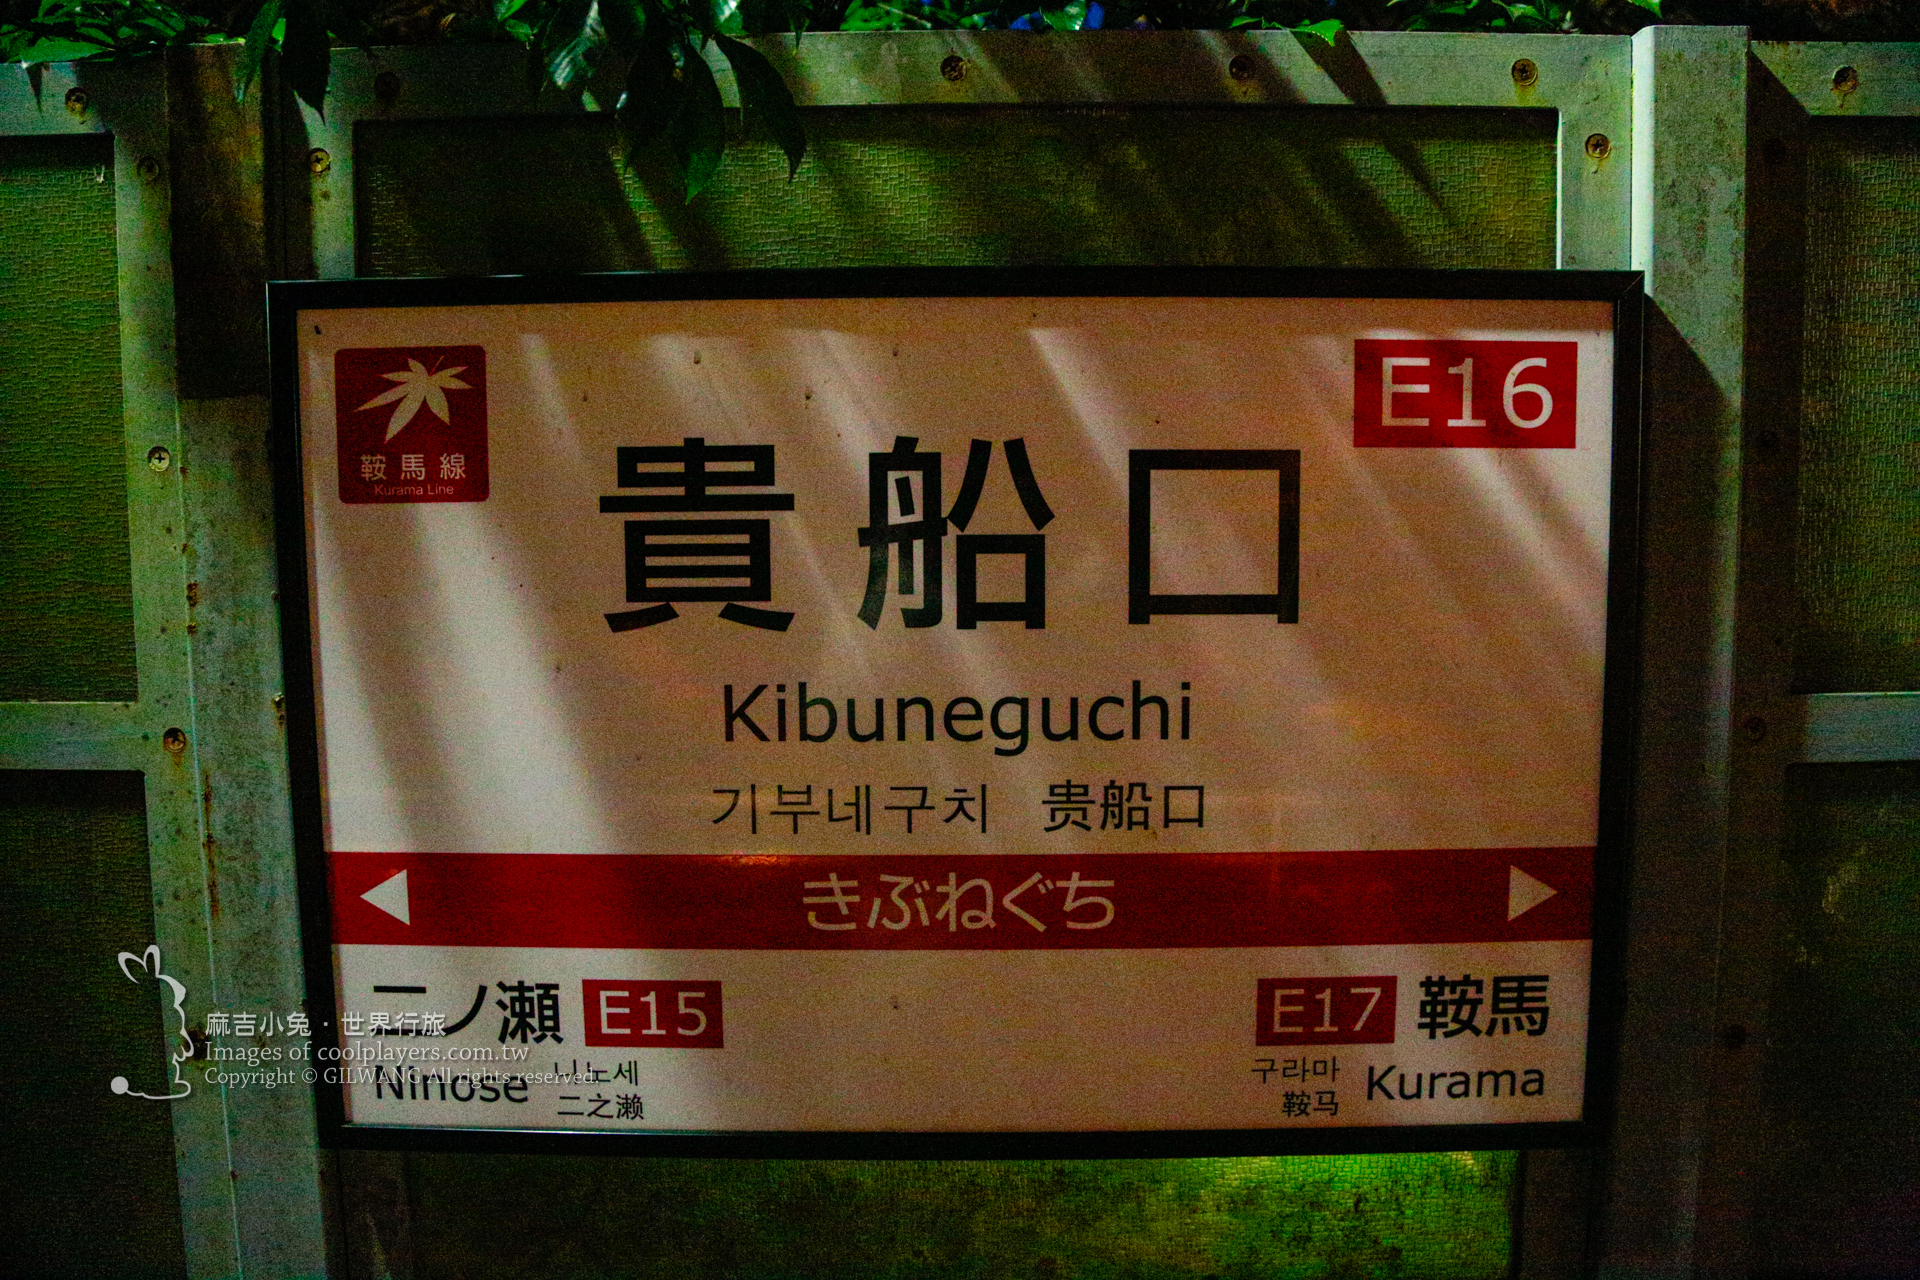 鞍馬線
Kurama Line
E16
貴船口
Kibuneguchi
기부네구치 贵船口
きぶねぐち
二ノ瀬 E15
Ninose 니노세
二之濑
E17 鞍馬
구라마 Kurama
鞍马
麻吉小兔·世界行旅
Images of coolplayers.com.tw
Copyright © GILWANG All rights reserved.